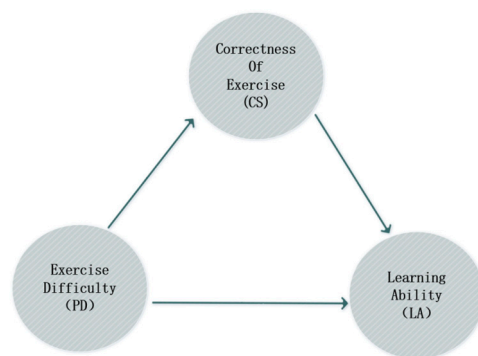 Correctness
Of
Exercise
(CS)
Exercise
Difficulty
(PD)
Learning
Ability
(LA)